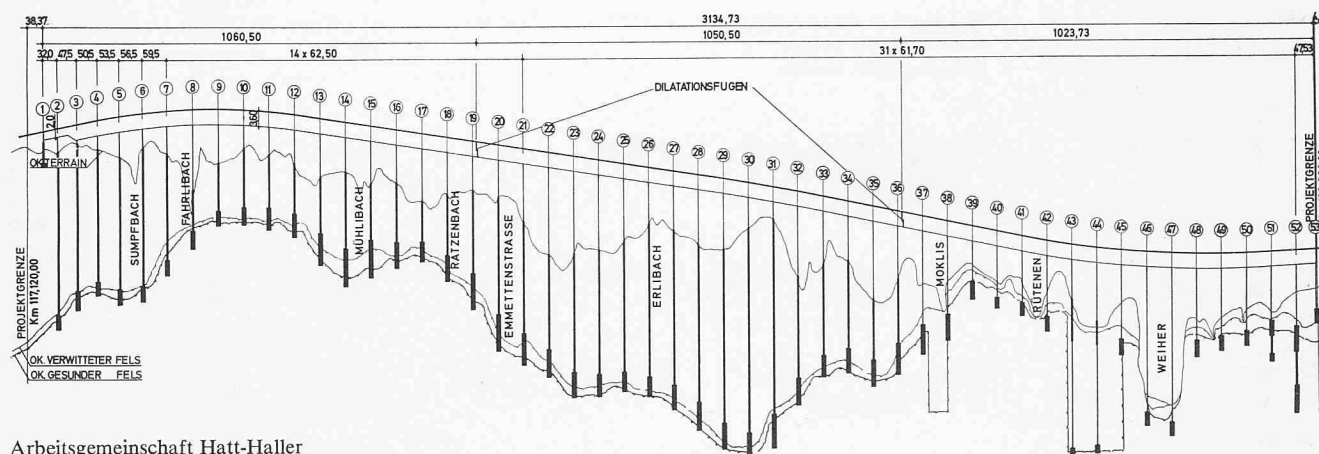 38,37
3134,73
1060,50
1050,50
1023,73
32,0 47,5 50,5 53,5 56,5 59,5
14 x 62,50
31 x 61,70
47,53
DILATATIONSFUGEN
1 2 3 4 5 6 7 8 9 10 11 12 13 14 15 16 17 18 19 20 21 22 23 24 25 26 27 28 29 30 31 32 33 34 35 36 37 38 39 40 41 42 43 44 45 46 47 48 49 50 51 52
2,0
3,60
OK.TERRAIN
PROJEKTGRENZE
Km 117,120,00
SUMPFBACH
FAHRLIBACH
MÜHLIBACH
RATZENBACH
EMMETTENSTRASSE
ERLIBACH
MOKLIS
RÜTENEN
WEIHER
PROJEKTGRENZE
OK. VERWITTETER FELS
OK. GESUNDER FELS
Arbeitsgemeinschaft Hatt-Haller